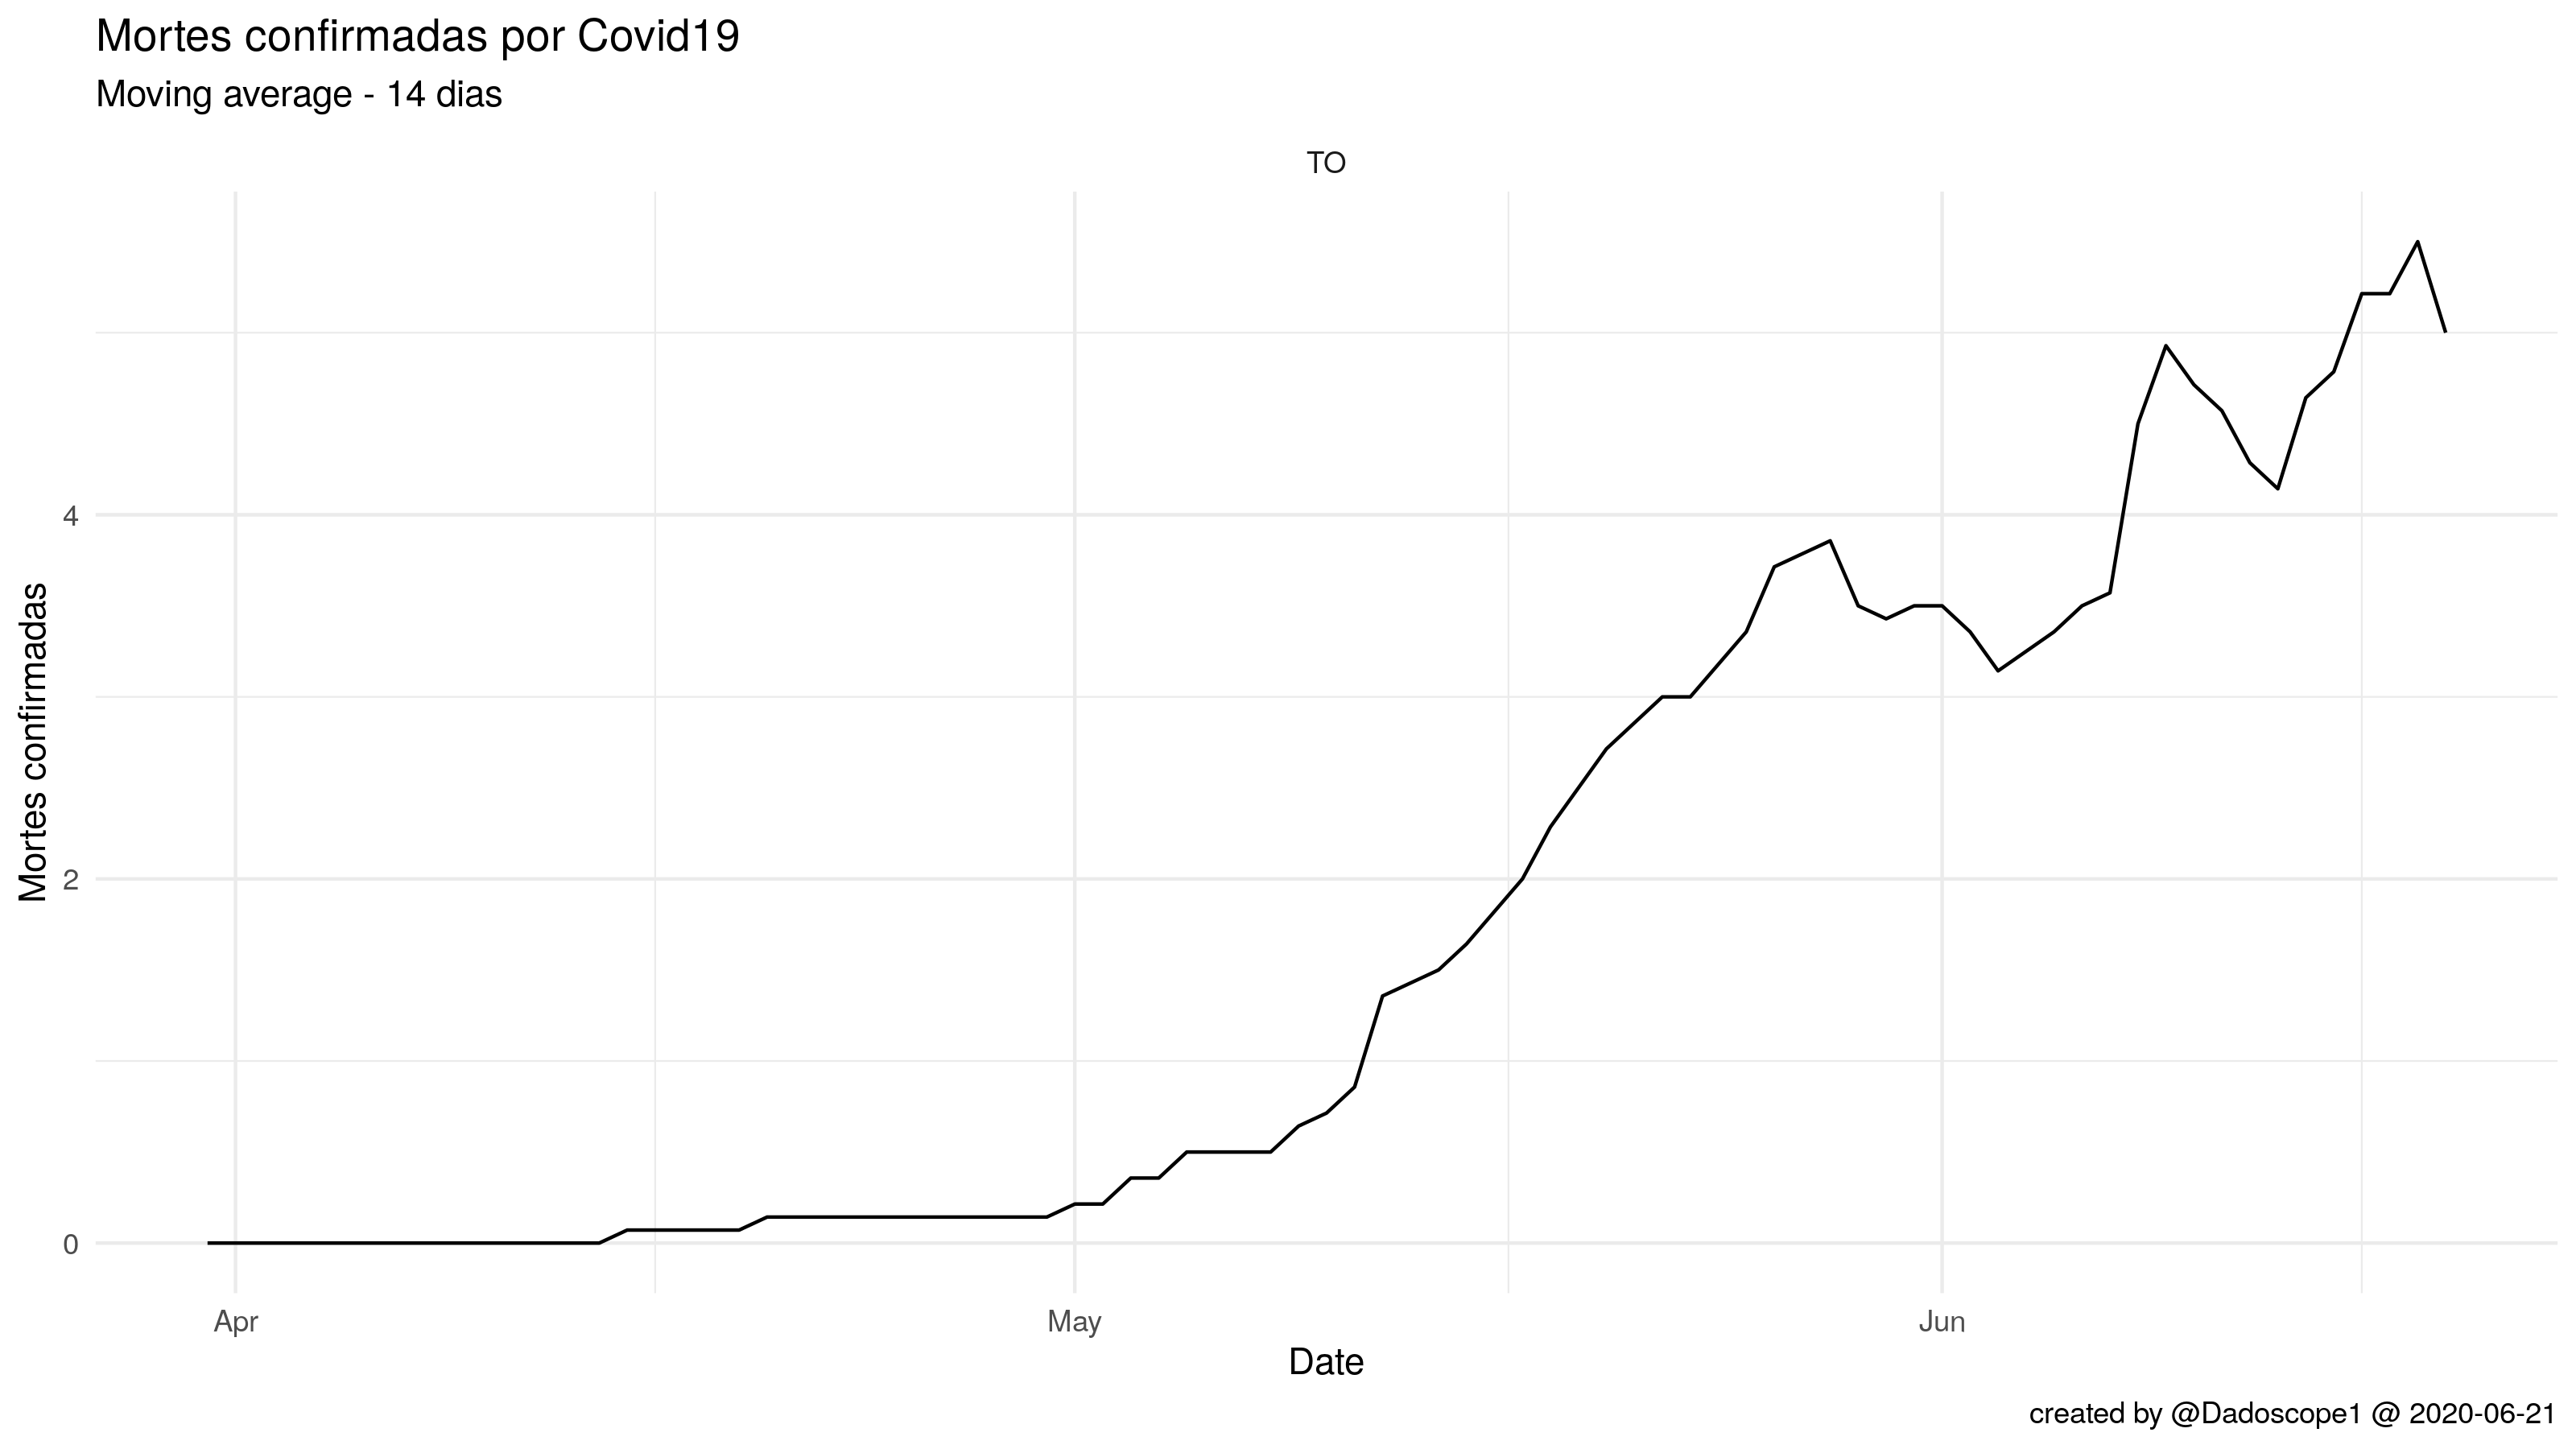 Mortes confirmadas por Covid19
Moving average - 14 dias
TO
Mortes confirmadas
4
2
0
Apr
May
Jun
Date
created by @Dadoscope1 @ 2020-06-21